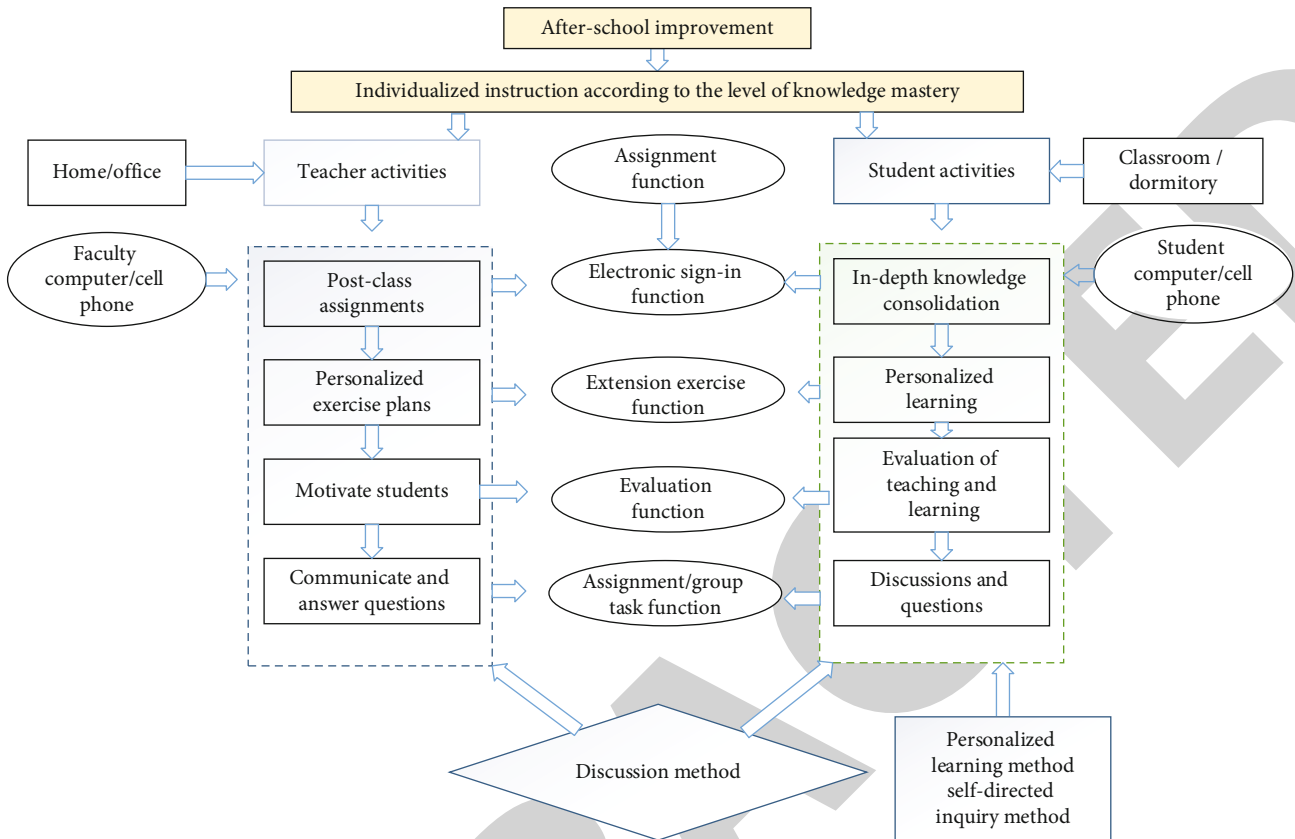 After-school improvement
Individualized instruction according to the level of knowledge mastery
Home/office
Teacher activities
Assignment
function
Student activities
Classroom /
dormitory
Faculty
computer/cell
phone
Post-class
assignments
Electronic sign-in
function
In-depth knowledge
consolidation
Student
computer/cell
phone
Personalized
exercise plans
Extension exercise
function
Personalized
learning
Motivate students
Evaluation
function
Evaluation of
teaching and
learning
Communicate and
answer questions
Assignment/group
task function
Discussions and
questions
Discussion method
Personalized
learning method
self-directed
inquiry method